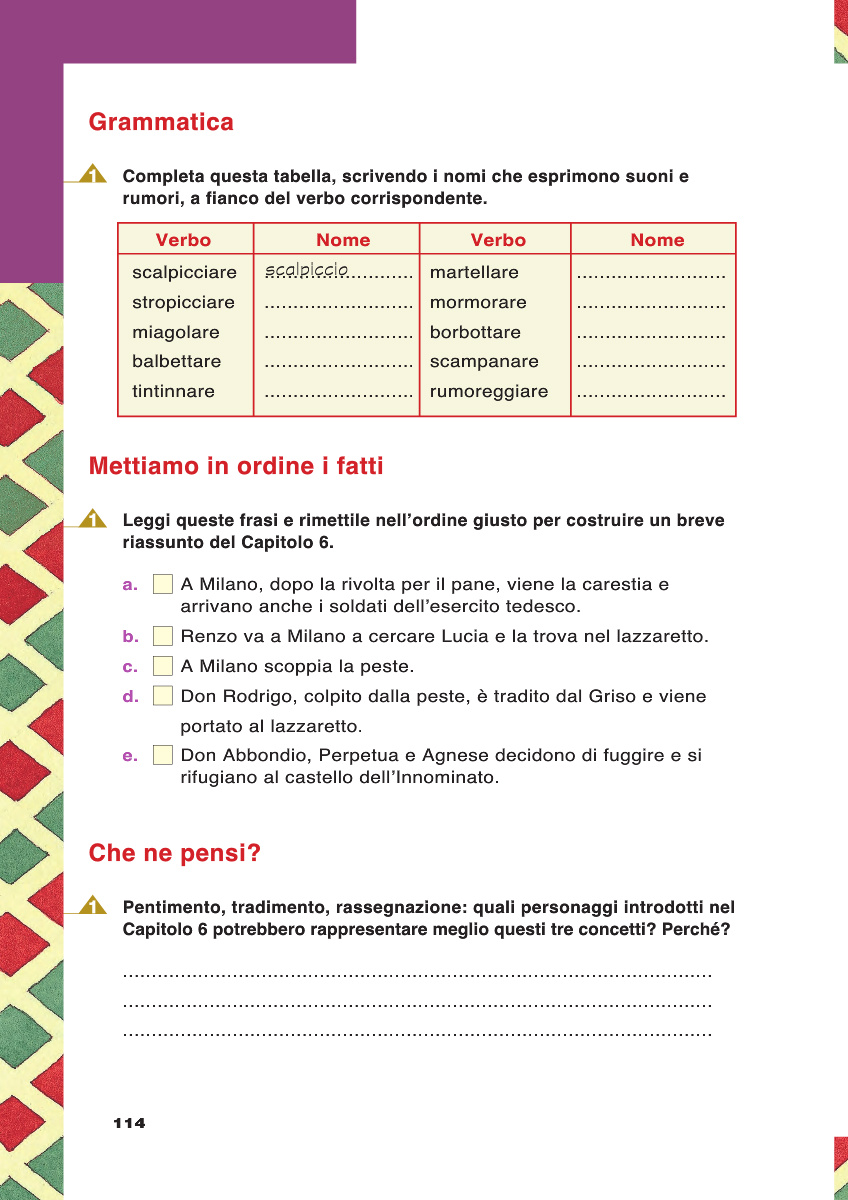 Grammatica
1
Completa questa tabella, scrivendo i nomi che esprimono suoni e
rumori, a fianco del verbo corrispondente.
Verbo Nome Verbo Nome
scalpicciare scalpiccio martellare ..........................
stropicciare .......................... mormorare ..........................
miagolare .......................... borbottare ..........................
balbettare .......................... scampanare ..........................
tintinnare .......................... rumoreggiare ..........................
Mettiamo in ordine i fatti
1
Leggi queste frasi e rimettile nell'ordine giusto per costruire un breve
riassunto del Capitolo 6.
a. A Milano, dopo la rivolta per il pane, viene la carestia e
arrivano anche i soldati dell'esercito tedesco.
b. Renzo va a Milano a cercare Lucia e la trova nel lazzaretto.
c. A Milano scoppia la peste.
d. Don Rodrigo, colpito dalla peste, è tradito dal Griso e viene
portato al lazzaretto.
e. Don Abbondio, Perpetua e Agnese decidono di fuggire e si
rifugiano al castello dell'Innominato.
Che ne pensi?
1
Pentimento, tradimento, rassegnazione: quali personaggi introdotti nel
Capitolo 6 potrebbero rappresentare meglio questi tre concetti? Perché?
......................................................................................................
......................................................................................................
......................................................................................................
114